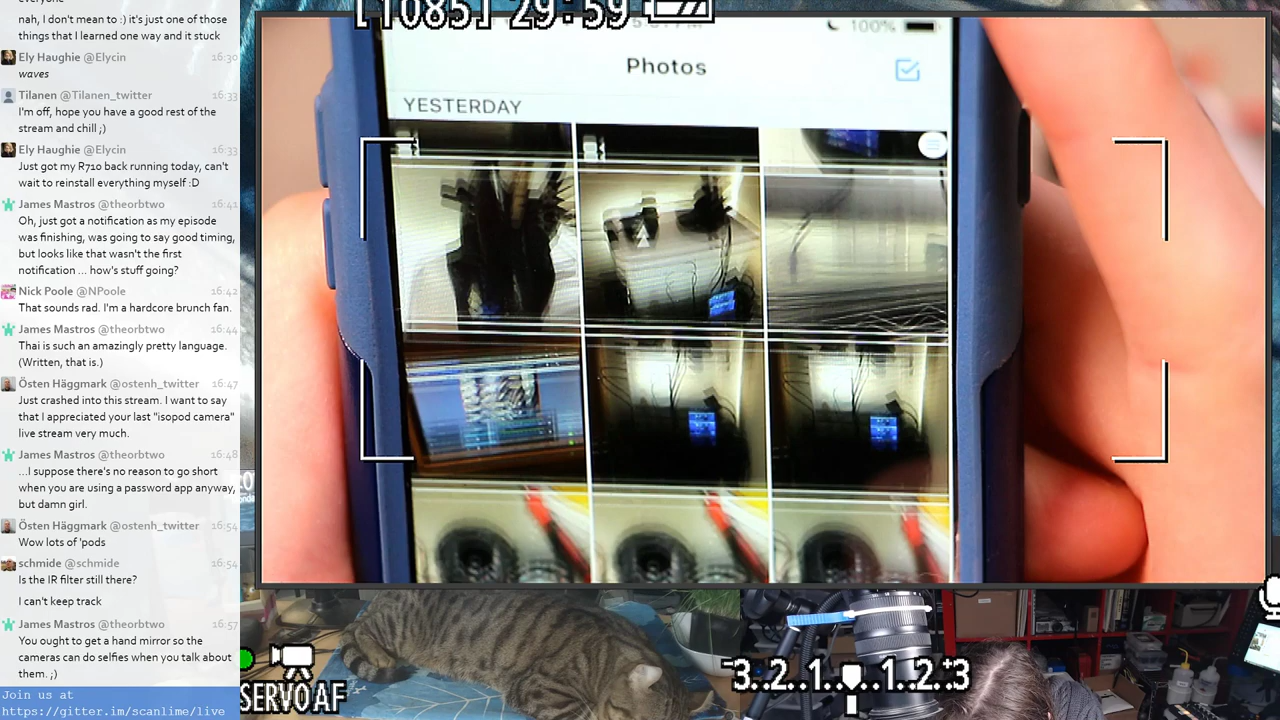 everyone
nah, I don't mean to :) it's just one of those
things that I learned one way and it stuck
Ely Haughie @Elycin 16:30
waves
Tilanen @Tilanen_twitter 16:33
I'm off, hope you have a good rest of the
stream and chill ;)
Ely Haughie @Elycin 16:33
Just got my R710 back running today, can't
wait to reinstall everything myself :D
James Mastros @theorbtwo 16:41
Oh, just got a notification as my episode
was finishing, was going to say good timing,
but looks like that wasn't the first
notification ... how's stuff going?
Nick Poole @NPoole 16:42
That sounds rad. I'm a hardcore brunch fan.
James Mastros @theorbtwo 16:44
Thai is such an amazingly pretty language.
(Written, that is.)
Östen Häggmark @ostenh_twitter 16:47
Just crashed into this stream. I want to say
that I appreciated your last "isopod camera"
live stream very much.
James Mastros @theorbtwo 16:48
...I suppose there's no reason to go short
when you are using a password app anyway,
but damn girl.
Östen Häggmark @ostenh_twitter 16:54
Wow lots of 'pods
schmide @schmide 16:54
Is the IR filter still there?
I can't keep track
James Mastros @theorbtwo 16:57
You ought to get a hand mirror so the
cameras can do selfies when you talk about
them.
Join us at
https://gitter.im/scanlime/live
[1085] 29:59
100%
Photos
YESTERDAY
SERVO AF
-3..2..1....1..2..+3